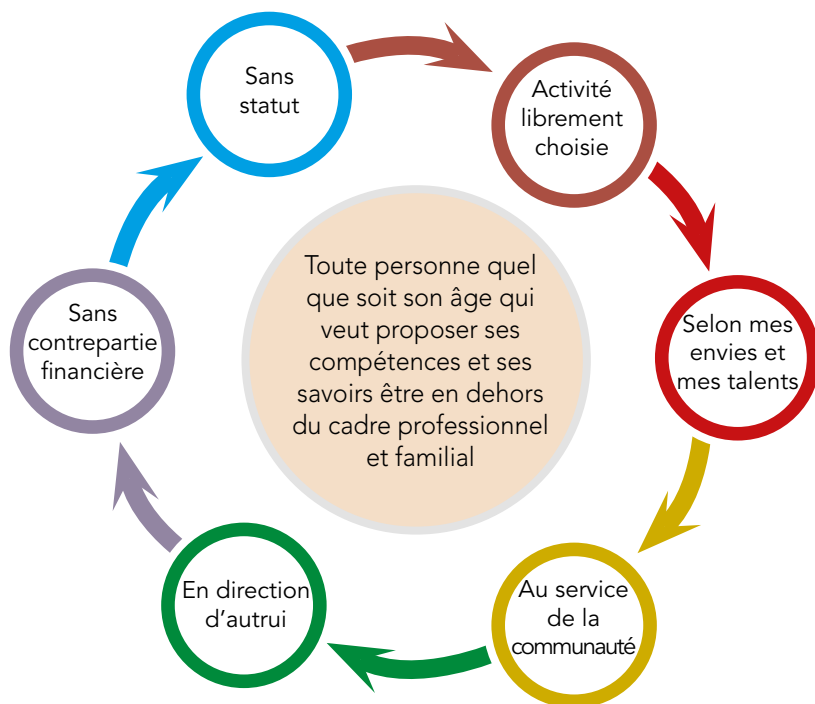 Sans
statut
Activité
librement
choisie
Selon mes
envies et
mes talents
Au service
de la
communauté
En direction
d'autrui
Sans
contrepartie
financière
Toute personne quel
que soit son âge qui
veut proposer ses
compétences et ses
savoirs être en dehors
du cadre professionnel
et familial